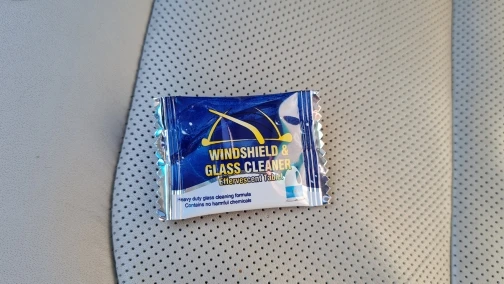 WINDSHIELD &
GLASS CLEANER
Effervescent Tablet
Heavy duty glass cleaning formula
Contains no harmful chemicals